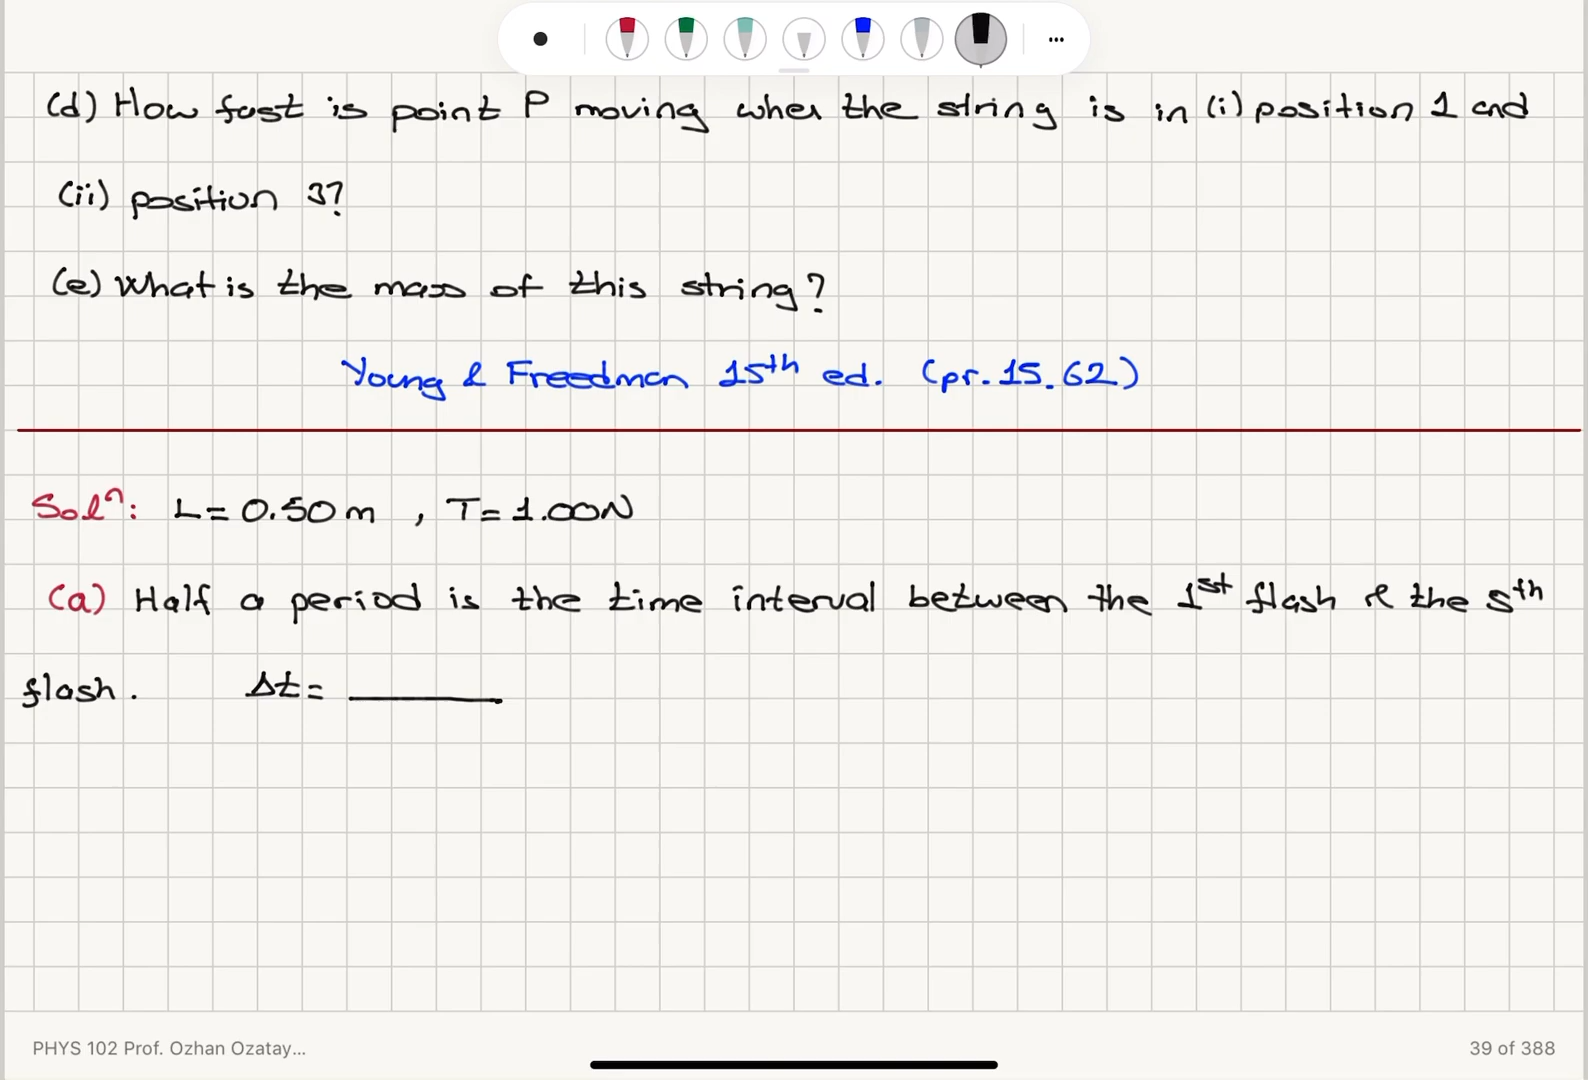 (d) How fast is point P moving when the string is in (i) position 1 and
(ii) position 3?
(e) What is the mass of this string?
Young & Freedman 15th ed. (pr. 15.62)
Solⁿ: L= 0.50 m , T= 1.00N
(a) Half a period is the time interval between the 1st flash & the 5th
flash. Δt= ________
PHYS 102 Prof. Ozhan Ozatay...
39 of 388